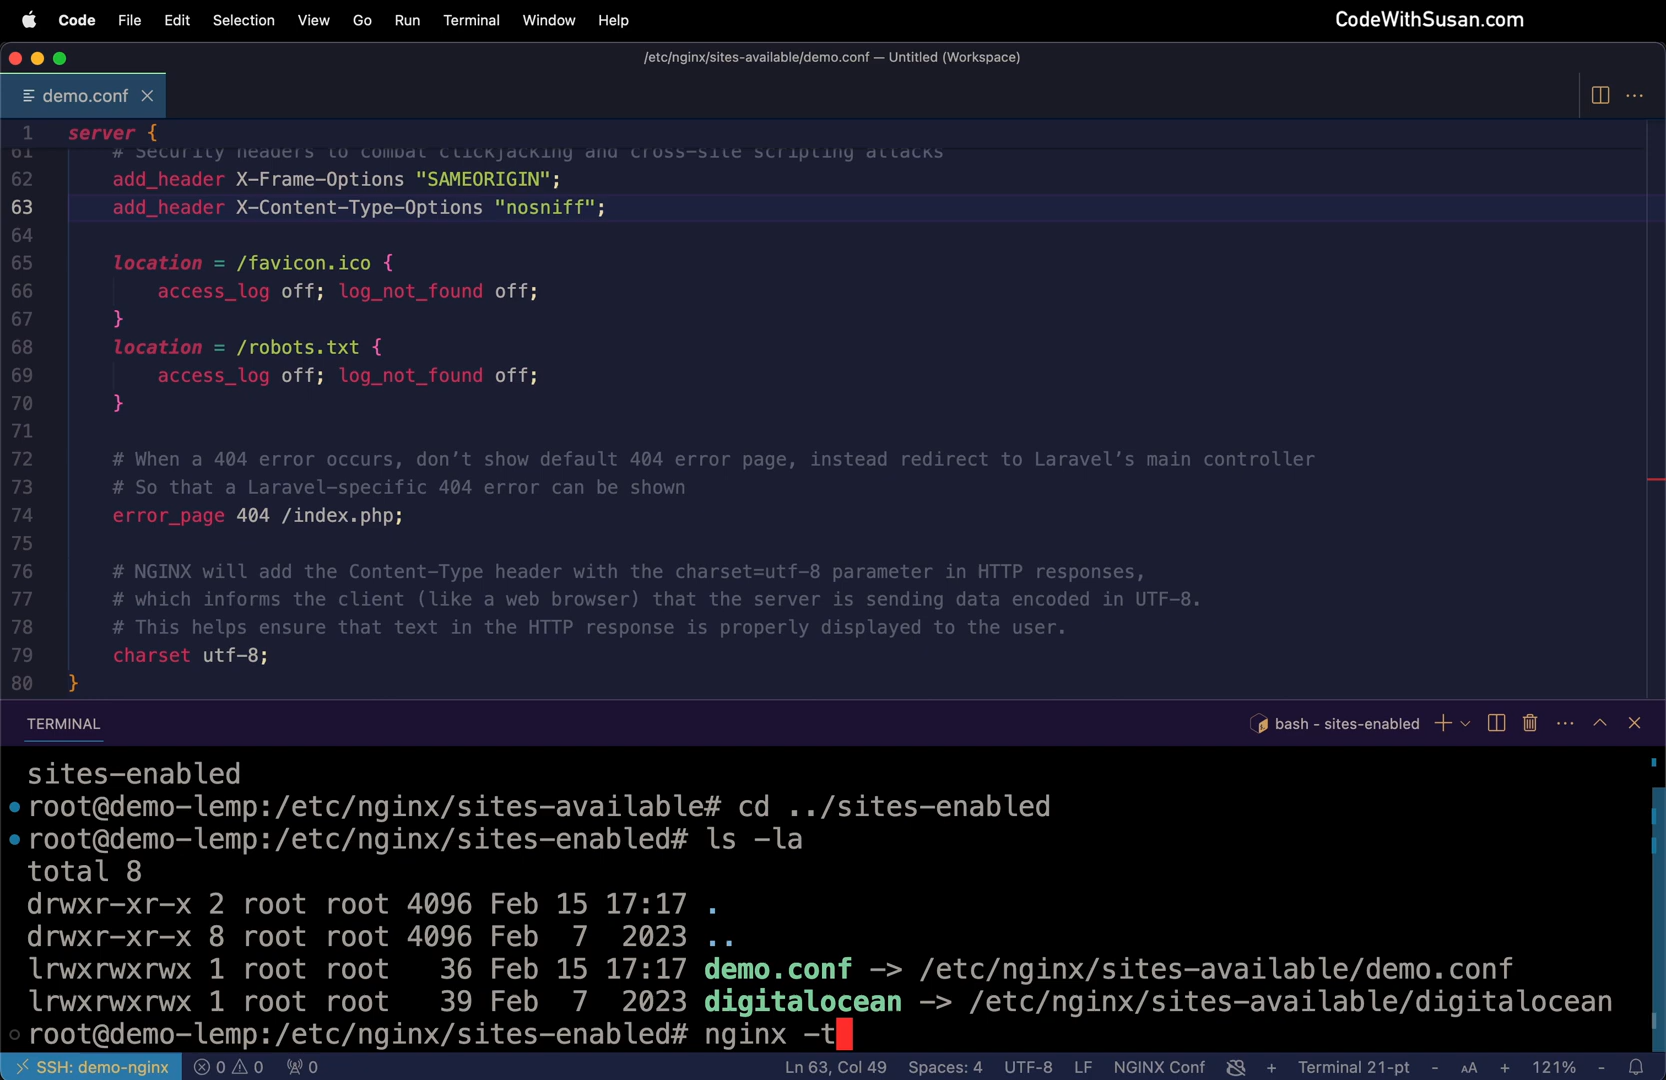 Code File Edit Selection View Go Run Terminal Window Help CodeWithSusan.com
/etc/nginx/sites-available/demo.conf — Untitled (Workspace)
demo.conf
1 server {
61 # Security headers to combat clickjacking and cross-site scripting attacks
62 add_header X-Frame-Options "SAMEORIGIN";
63 add_header X-Content-Type-Options "nosniff";
64
65 location = /favicon.ico {
66 access_log off; log_not_found off;
67 }
68 location = /robots.txt {
69 access_log off; log_not_found off;
70 }
71
72 # When a 404 error occurs, don’t show default 404 error page, instead redirect to Laravel’s main controller
73 # So that a Laravel-specific 404 error can be shown
74 error_page 404 /index.php;
75
76 # NGINX will add the Content-Type header with the charset=utf-8 parameter in HTTP responses,
77 # which informs the client (like a web browser) that the server is sending data encoded in UTF-8.
78 # This helps ensure that text in the HTTP response is properly displayed to the user.
79 charset utf-8;
80 }
TERMINAL bash - sites-enabled
sites-enabled
root@demo-lemp:/etc/nginx/sites-available# cd ../sites-enabled
root@demo-lemp:/etc/nginx/sites-enabled# ls -la
total 8
drwxr-xr-x 2 root root 4096 Feb 15 17:17 .
drwxr-xr-x 8 root root 4096 Feb 7 2023 ..
lrwxrwxrwx 1 root root 36 Feb 15 17:17 demo.conf -> /etc/nginx/sites-available/demo.conf
lrwxrwxrwx 1 root root 39 Feb 7 2023 digitalocean -> /etc/nginx/sites-available/digitalocean
root@demo-lemp:/etc/nginx/sites-enabled# nginx -t
SSH: demo-nginx 0 0 0 Ln 63, Col 49 Spaces: 4 UTF-8 LF NGINX Conf + Terminal 21-pt - AA + 121% -